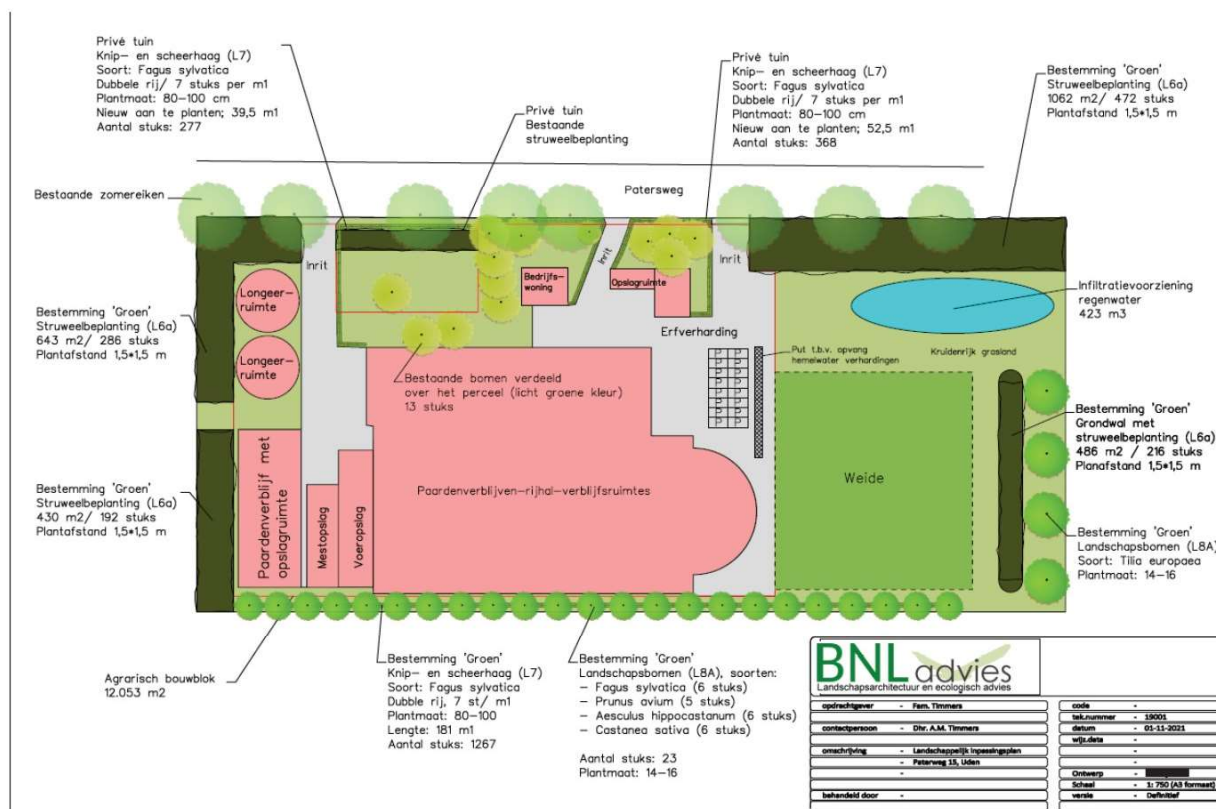 Privé tuin
Knip- en scheerhaag (L7)
Soort: Fagus sylvatica
Dubbele rij/ 7 stuks per m1
Plantmaat: 80-100 cm
Nieuw aan te planten; 39,5 m1
Aantal stuks: 277
Privé tuin
Bestaande
struweelbeplanting
Privé tuin
Knip- en scheerhaag (L7)
Soort: Fagus sylvatica
Dubbele rij/ 7 stuks per m1
Plantmaat: 80-100 cm
Nieuw aan te planten; 52,5 m1
Aantal stuks: 368
Bestemming 'Groen'
Struweelbeplanting (L6a)
1062 m2/ 472 stuks
Plantafstand 1,5*1,5 m
Bestaande zomereiken
Patersweg
Inrit
Inrit
Inrit
Bedrijfs-
woning
Opslagruimte
Longeer-
ruimte
Longeer-
ruimte
Erfverharding
Infiltratievoorziening
regenwater
423 m3
Bestemming 'Groen'
Struweelbeplanting (L6a)
643 m2/ 286 stuks
Plantafstand 1,5*1,5 m
Put t.b.v. opvang
hemelwater verhardingen
Kruidenrijk grasland
Bestaande bomen verdeeld
over het perceel (licht groene kleur)
13 stuks
Bestemming 'Groen'
Grondwal met
struweelbeplanting (L6a)
486 m2 / 216 stuks
Planafstand 1,5*1,5 m
Bestemming 'Groen'
Struweelbeplanting (L6a)
430 m2/ 192 stuks
Plantafstand 1,5*1,5 m
Paardenverblijf met
opslagruimte
Mestopslag
Voeropslag
Paardenverblijven-rijhal-verblijfsruimtes
Weide
Bestemming 'Groen'
Landschapsbomen (L8A)
Soort: Tilia europaea
Plantmaat: 14-16
Agrarisch bouwblok
12.053 m2
Bestemming 'Groen'
Knip- en scheerhaag (L7)
Soort: Fagus sylvatica
Dubble rij, 7 st/ m1
Plantmaat: 80-100
Lengte: 181 m1
Aantal stuks: 1267
Bestemming 'Groen'
Landschapsbomen (L8A), soorten:
- Fagus sylvatica (6 stuks)
- Prunus avium (5 stuks)
- Aesculus hippocastanum (6 stuks)
- Castanea sativa (6 stuks)
Aantal stuks: 23
Plantmaat: 14-16
BNL advies
Landschapsarchitectuur en ecologisch advies
opdrachtgever - Fam. Timmers
contactpersoon - Dhr. A.M. Timmers
omschrijving - Landschappelijk inpassingsplan
- Paterweg 15, Uden
-
behandeld door -
code -
tek.nummer - 19001
datum - 01-11-2021
wijz.data -
-
-
Ontwerp -
Schaal - 1: 750 (A3 formaat)
versie - Definitief